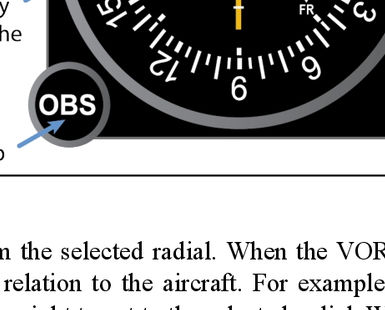 y
he
FR
15
12
9
6
3
OBS
m the selected radial. When the VOR
relation to the aircraft. For example